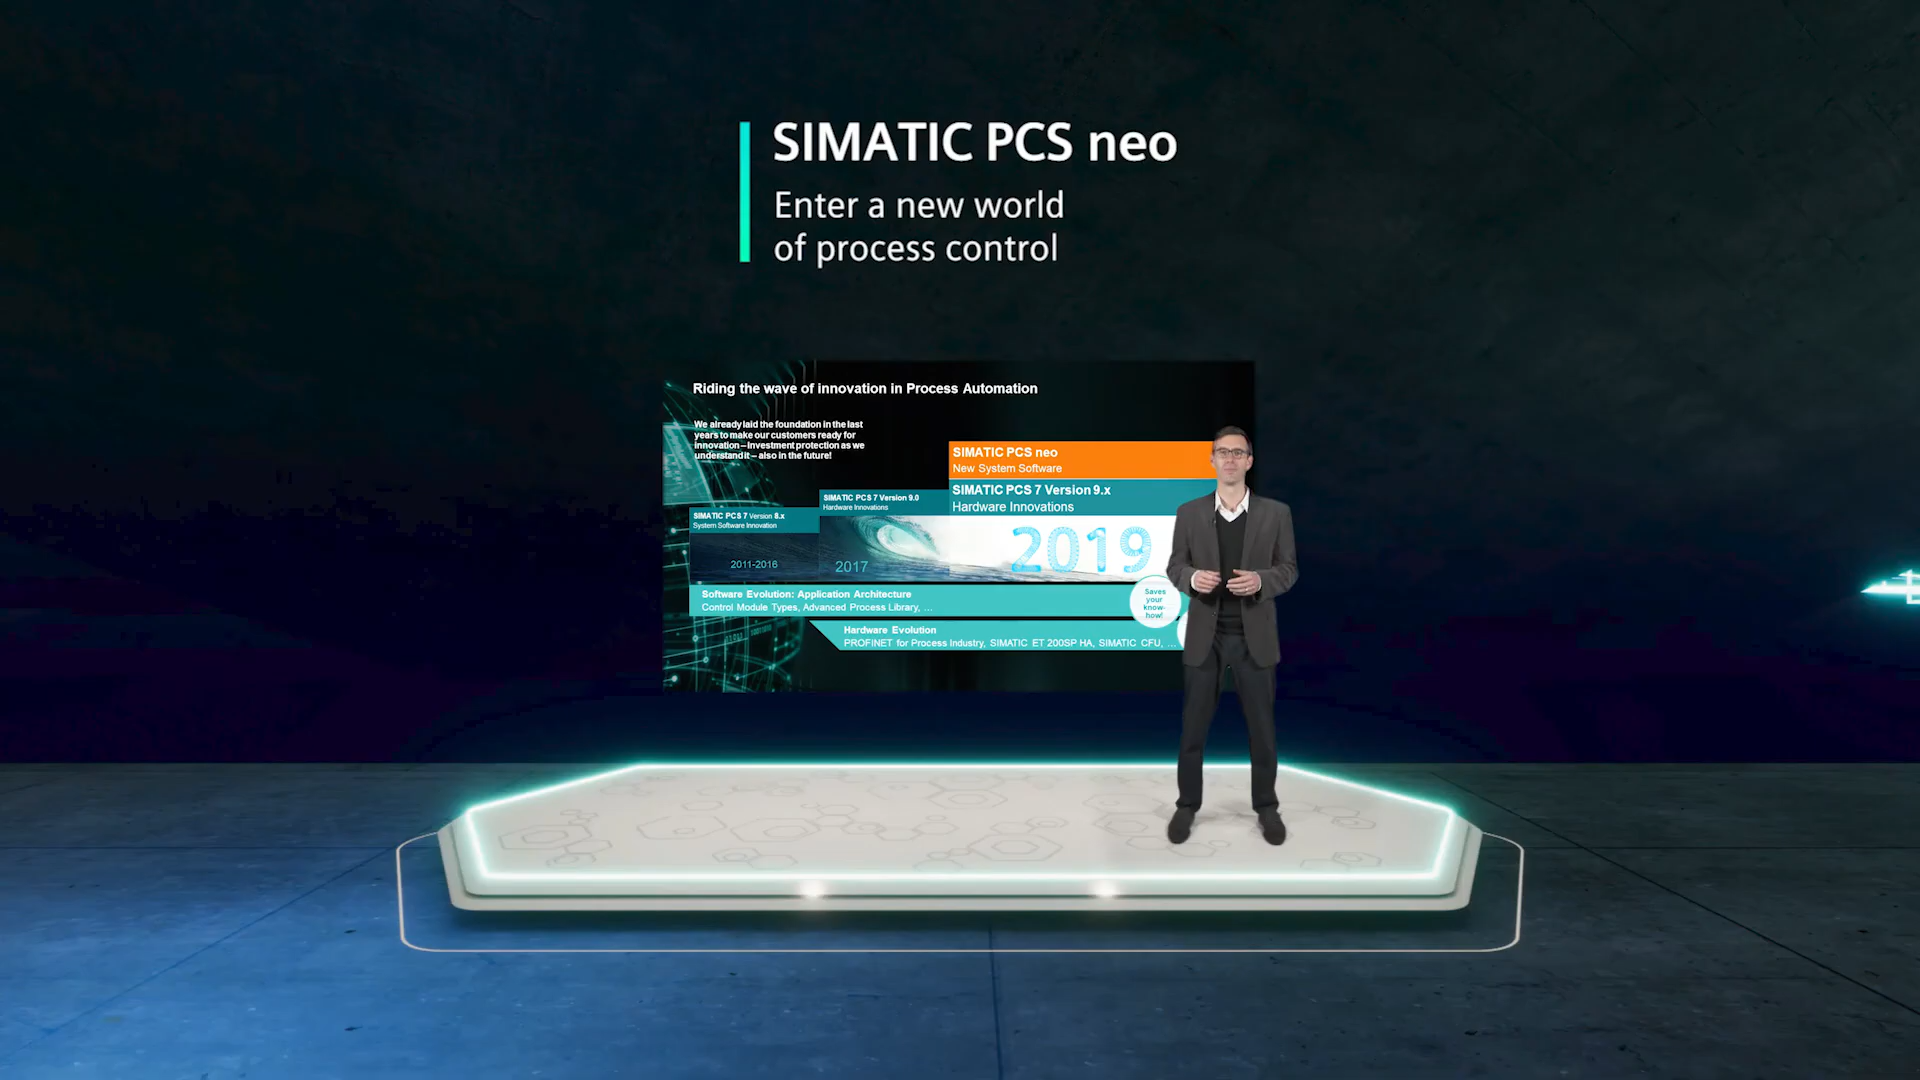 SIMATIC PCS neo
Enter a new world
of process control
Riding the wave of innovation in Process Automation
We already laid the foundation in the last
years to make our customers ready for
innovation – Investment protection as we
understand it – also in the future!
SIMATIC PCS neo
New System Software
SIMATIC PCS 7 Version 9.x
Hardware Innovations
SIMATIC PCS 7 Version 9.0
Hardware Innovations
SIMATIC PCS 7 Version 8.x
System Software Innovation
2011-2016
2017
2019
Software Evolution: Application Architecture
Control Module Types, Advanced Process Library, ...
Saves
your
know-
how!
Hardware Evolution
PROFINET for Process Industry, SIMATIC ET 200SP HA, SIMATIC CFU, ...